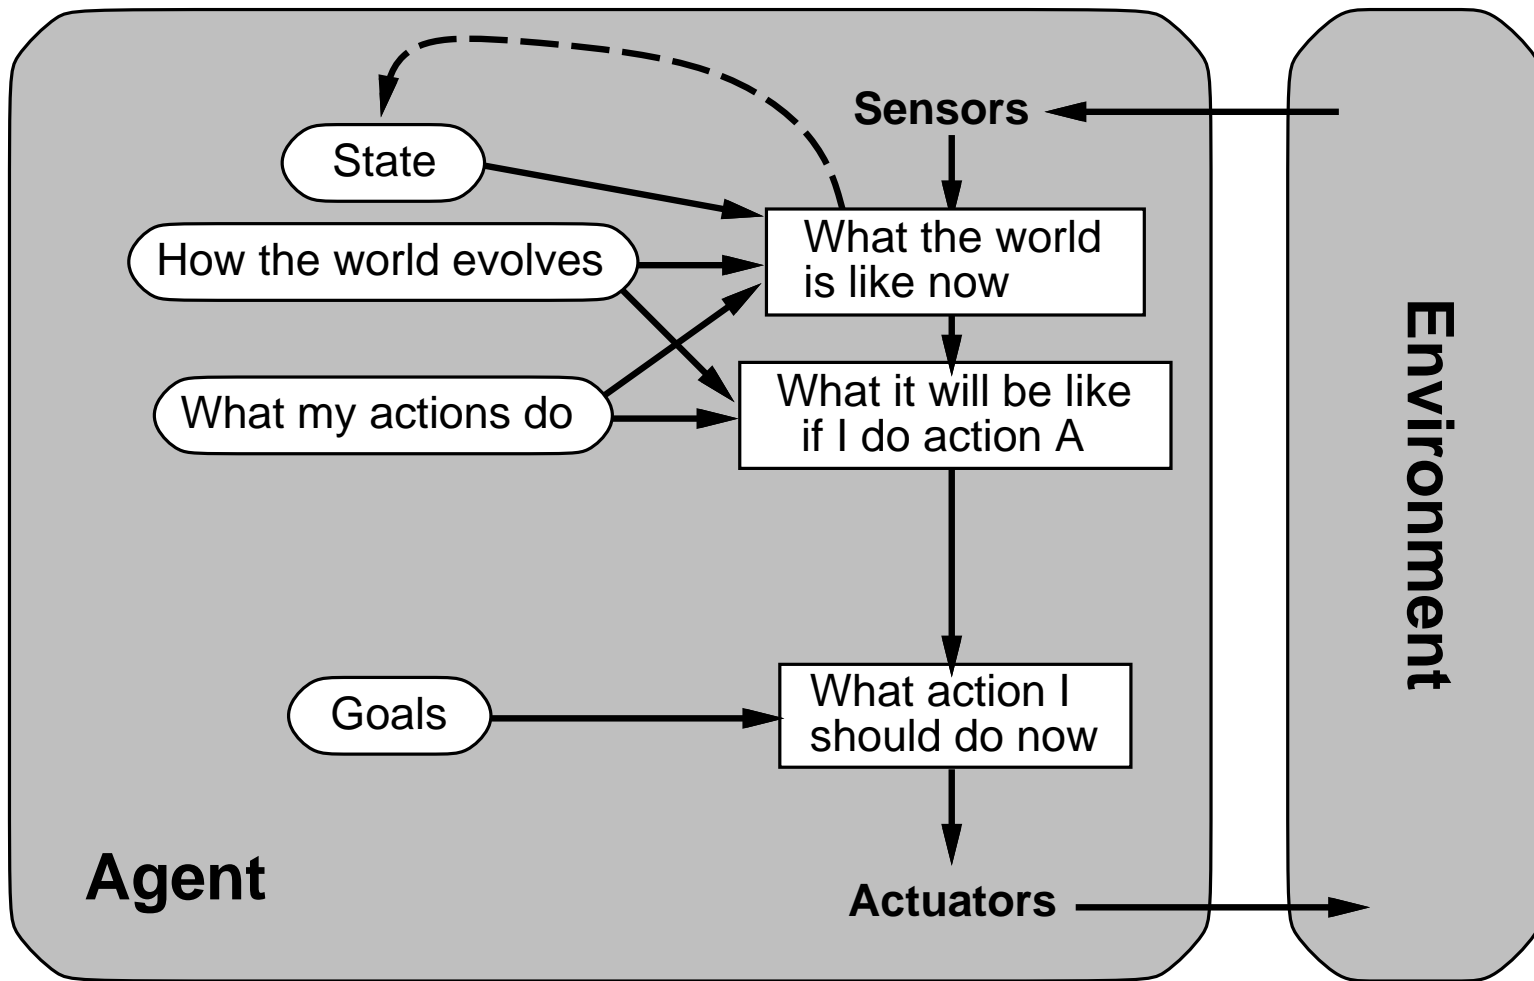 Sensors
State
What the world
is like now
How the world evolves
What it will be like
if I do action A
What my actions do
Goals
What action I
should do now
Agent
Actuators
Environment